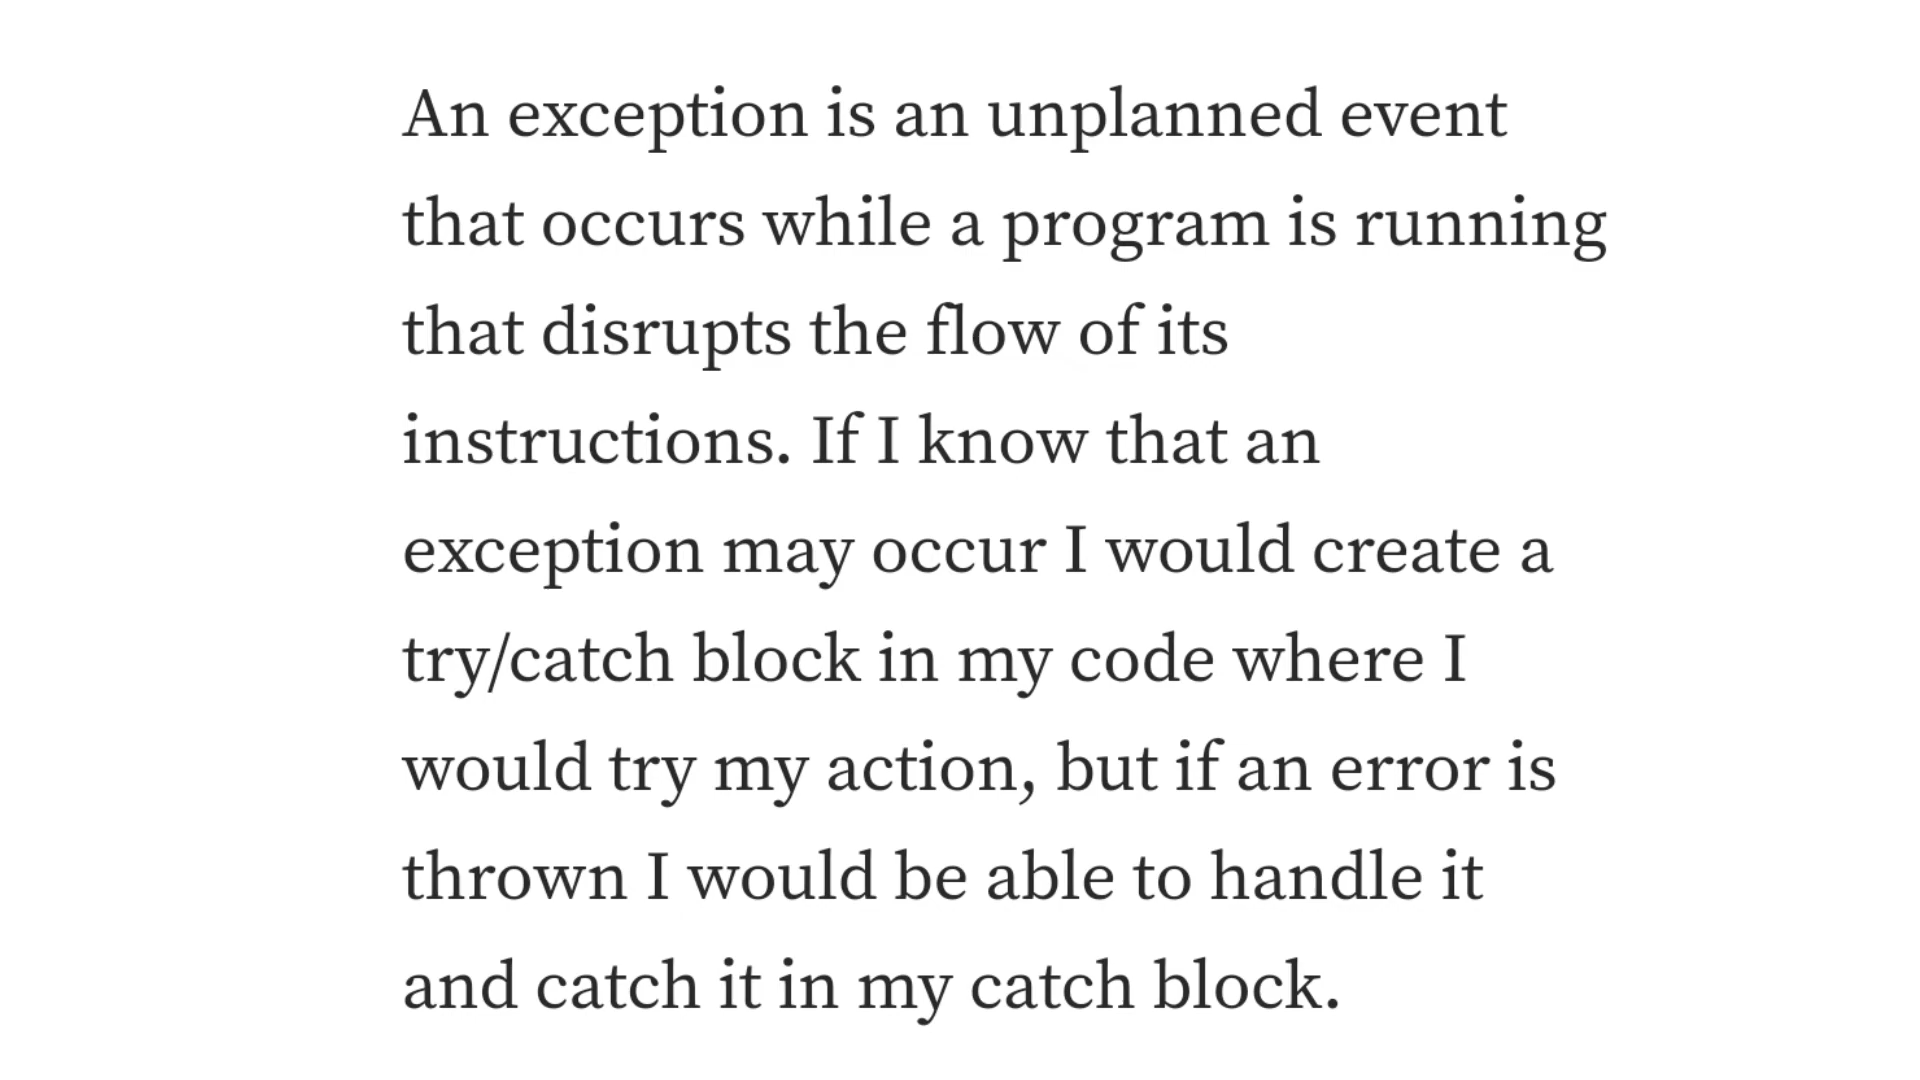 An exception is an unplanned event
that occurs while a program is running
that disrupts the flow of its
instructions. If I know that an
exception may occur I would create a
try/catch block in my code where I
would try my action, but if an error is
thrown I would be able to handle it
and catch it in my catch block.